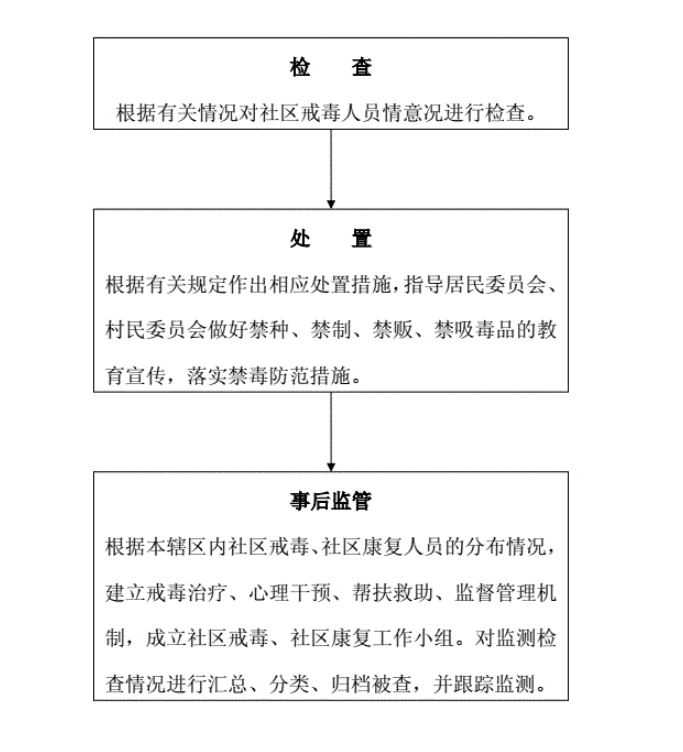 检　　查
根据有关情况对社区戒毒人员情意况进行检查。
处　　置
根据有关规定作出相应处置措施，指导居民委员会、
村民委员会做好禁种、禁制、禁贩、禁吸毒品的教
育宣传，落实禁毒防范措施。
事后监管
根据本辖区内社区戒毒、社区康复人员的分布情况，
建立戒毒治疗、心理干预、帮扶救助、监督管理机
制，成立社区戒毒、社区康复工作小组。对监测检
查情况进行汇总、分类、归档被查，并跟踪监测。